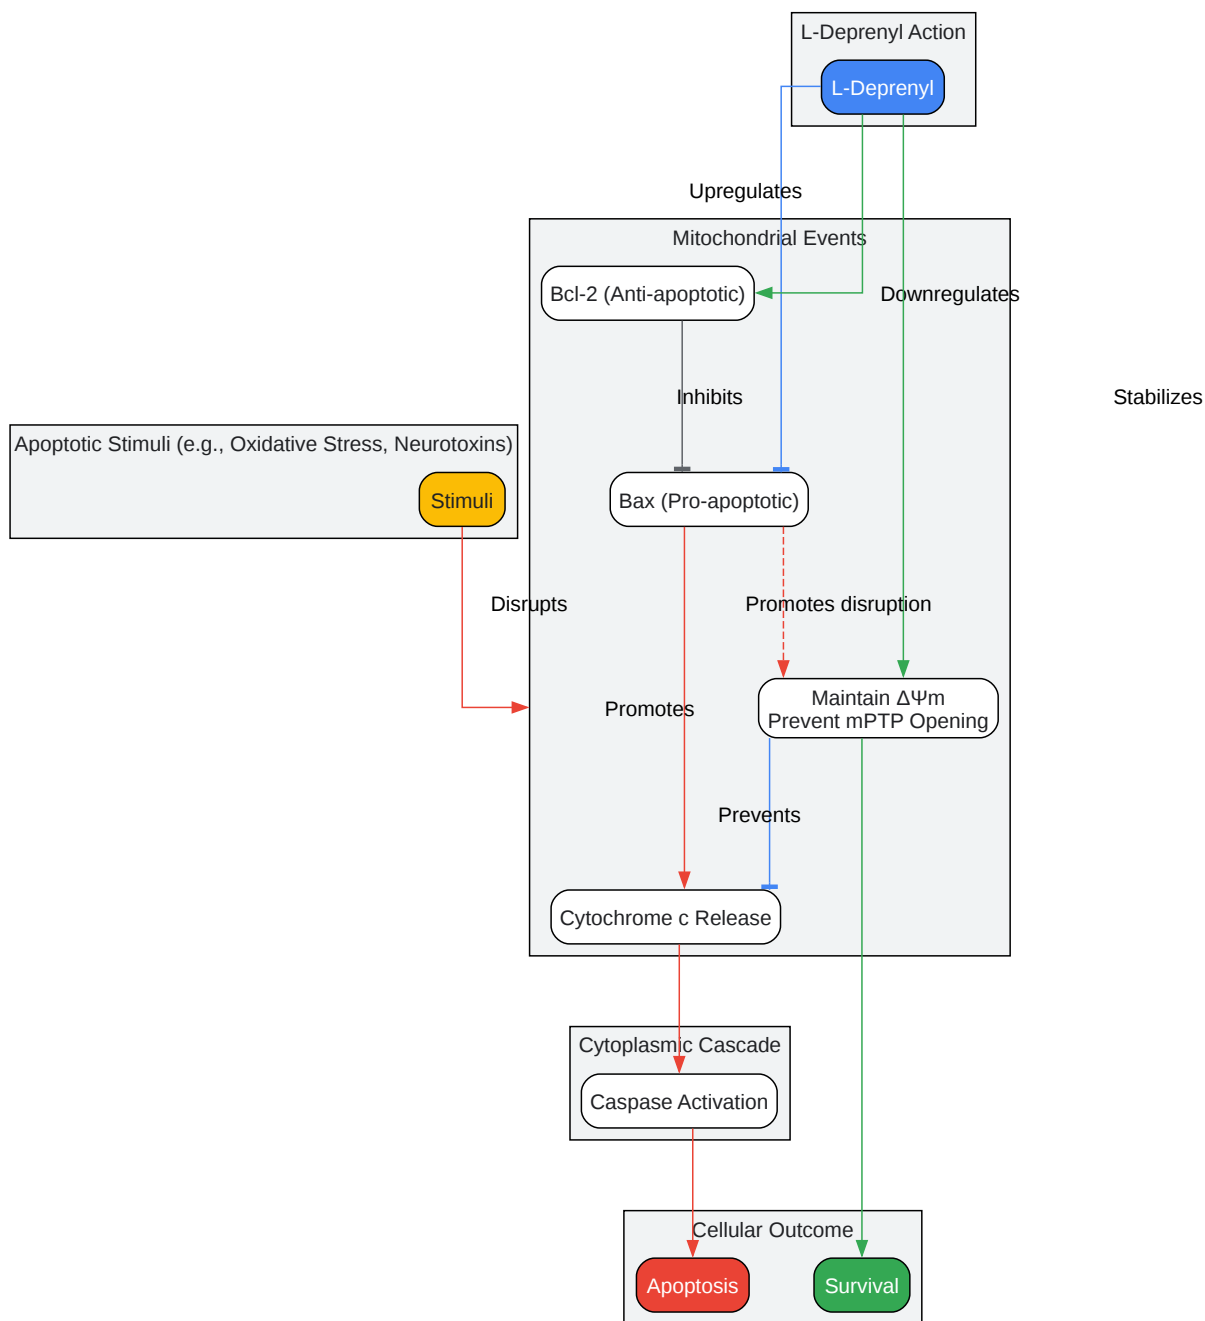 L-Deprenyl Action
L-Deprenyl
Upregulates
Mitochondrial Events
Bcl-2 (Anti-apoptotic)
Downregulates
Inhibits
Stabilizes
Apoptotic Stimuli (e.g., Oxidative Stress, Neurotoxins)
Stimuli
Bax (Pro-apoptotic)
Disrupts
Promotes disruption
Promotes
Maintain ΔΨm
Prevent mPTP Opening
Prevents
Cytochrome c Release
Cytoplasmic Cascade
Caspase Activation
Cellular Outcome
Apoptosis
Survival